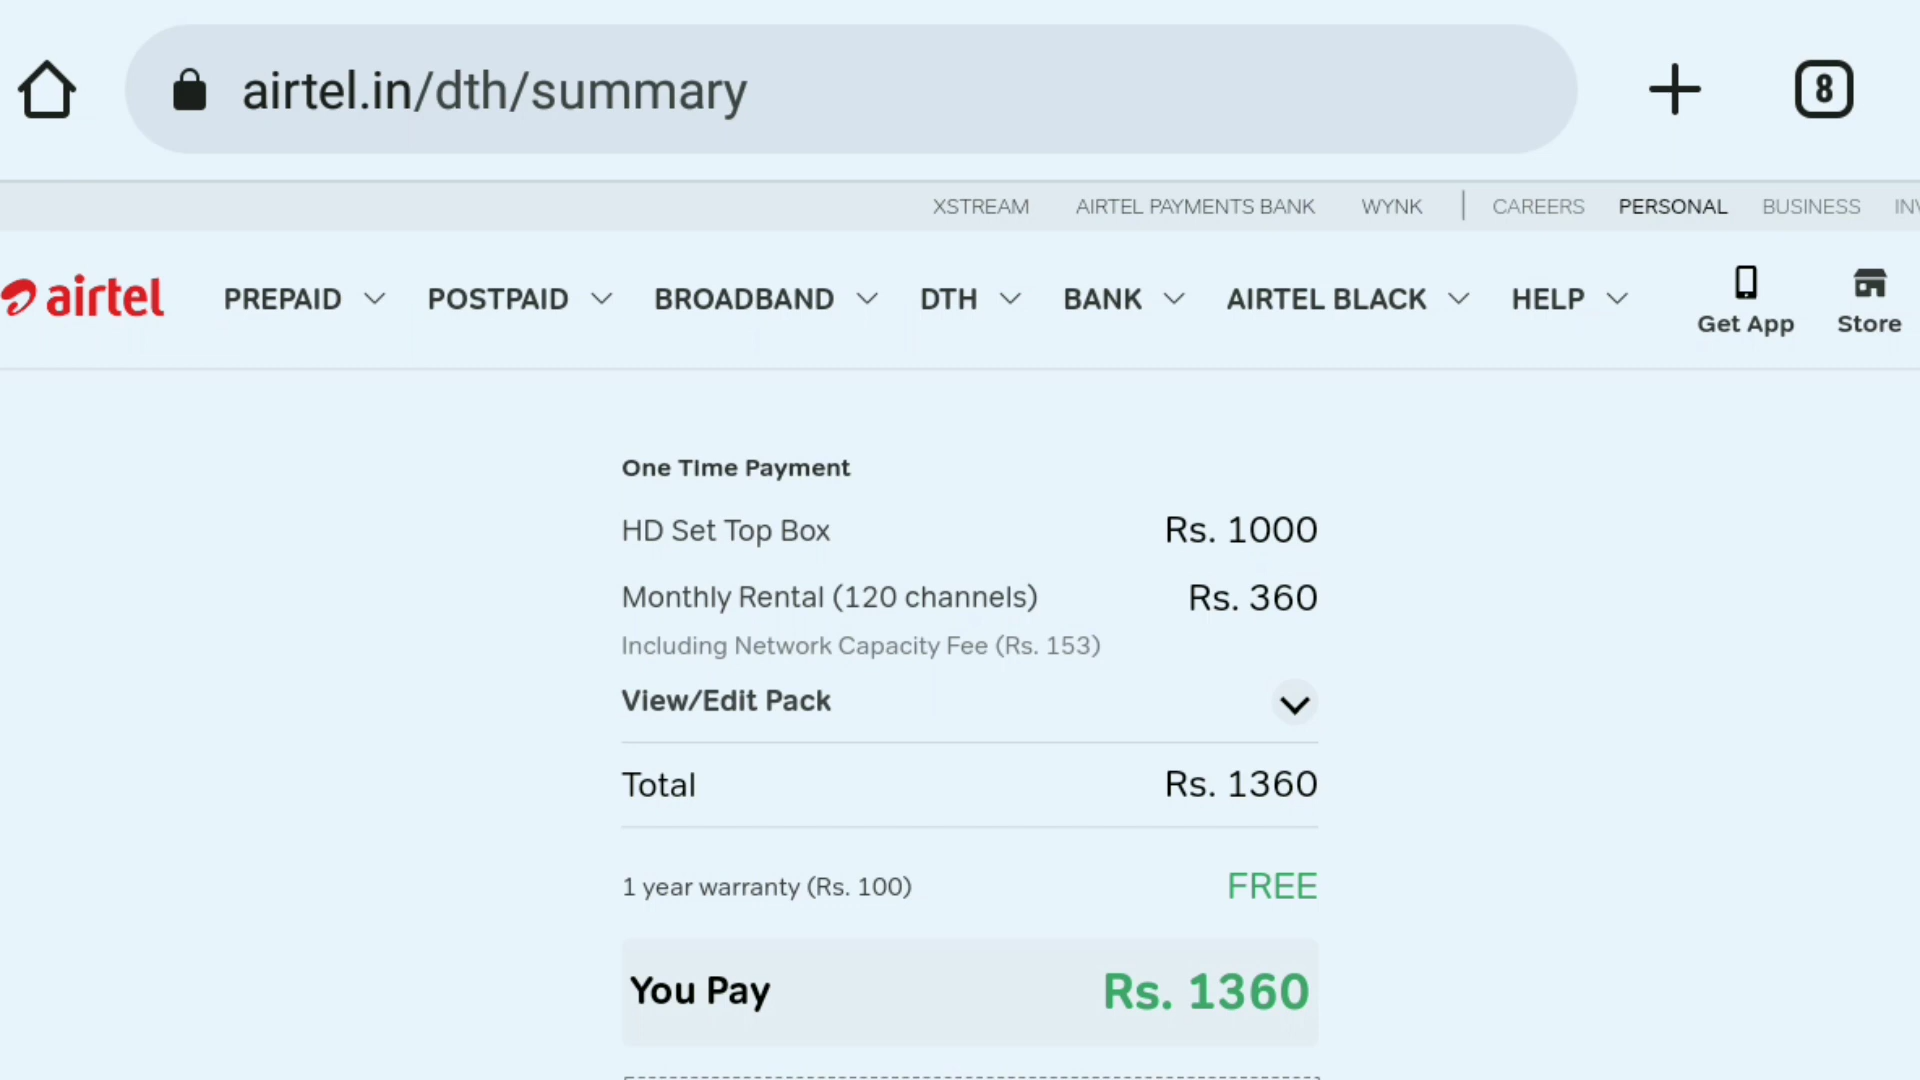 airtel.in/dth/summary
8
XSTREAM AIRTEL PAYMENTS BANK WYNK CAREERS PERSONAL BUSINESS
airtel PREPAID POSTPAID BROADBAND DTH BANK AIRTEL BLACK HELP Get App Store
One Time Payment
HD Set Top Box Rs. 1000
Monthly Rental (120 channels) Rs. 360
Including Network Capacity Fee (Rs. 153)
View/Edit Pack
Total Rs. 1360
1 year warranty (Rs. 100) FREE
You Pay Rs. 1360